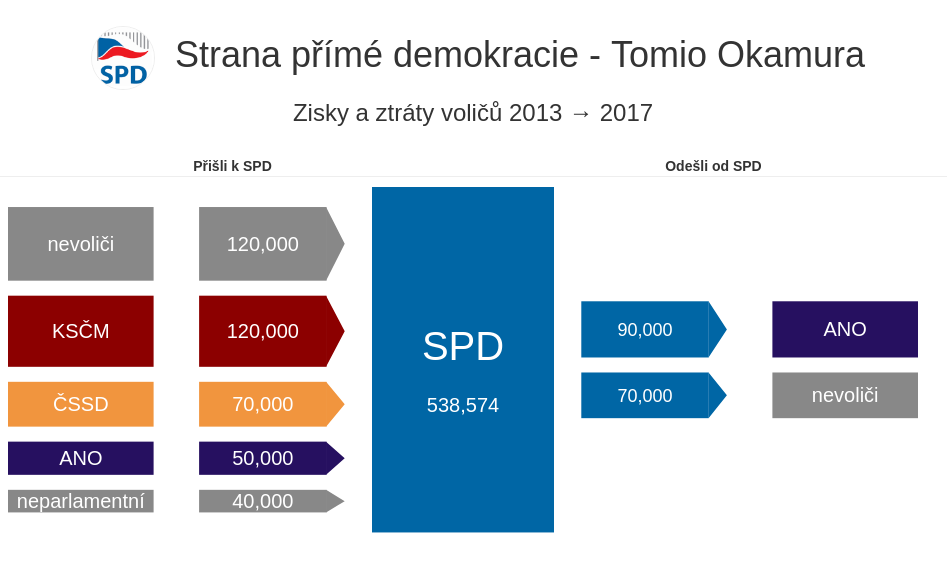 SPD
Strana přímé demokracie - Tomio Okamura
Zisky a ztráty voličů 2013 → 2017
Přišli k SPD
Odešli od SPD
nevoliči
120,000
KSČM
120,000
ČSSD
70,000
ANO
50,000
neparlamentní
40,000
SPD
538,574
90,000
ANO
70,000
nevoliči